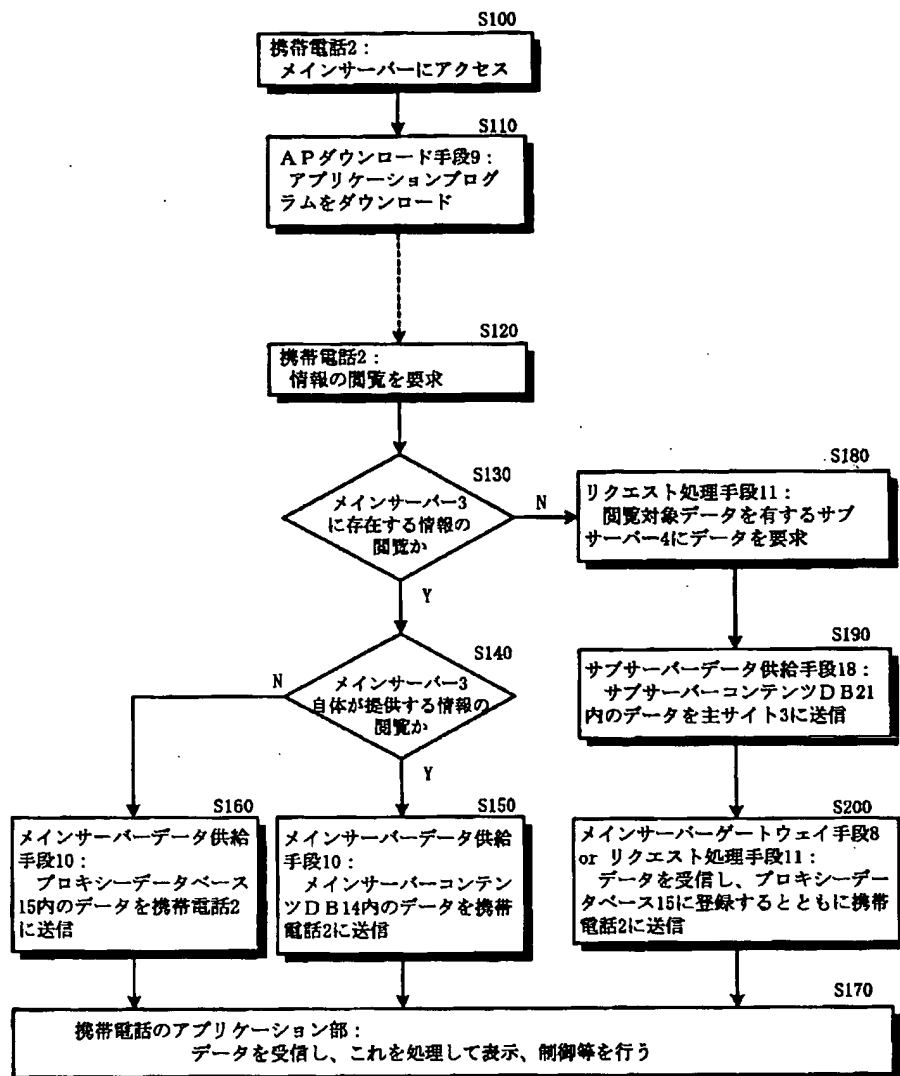 S100
携帯電話2:
メインサーバーにアクセス
S110
APダウンロード手段9:
アプリケーションプログ
ラムをダウンロード
S120
携帯電話2:
情報の閲覧を要求
S130
メインサーバー3
に存在する情報の
閲覧か
N
Y
S180
リクエスト処理手段11:
閲覧対象データを有するサブ
サーバー4にデータを要求
S140
メインサーバー3
自体が提供する情報の
閲覧か
N
Y
S190
サブサーバーデータ供給手段18:
サブサーバーコンテンツDB21
内のデータを主サイト3に送信
S160
メインサーバーデータ供給
手段10:
プロキシーデータベース
15内のデータを携帯電話2
に送信
S150
メインサーバーデータ供給
手段10:
メインサーバーコンテン
ツDB14内のデータを携帯
電話2に送信
S200
メインサーバーゲートウェイ手段8
or リクエスト処理手段11:
データを受信し、プロキシーデー
タベース15に登録するとともに携帯
電話2に送信
S170
携帯電話のアプリケーション部:
データを受信し、これを処理して表示、制御等を行う